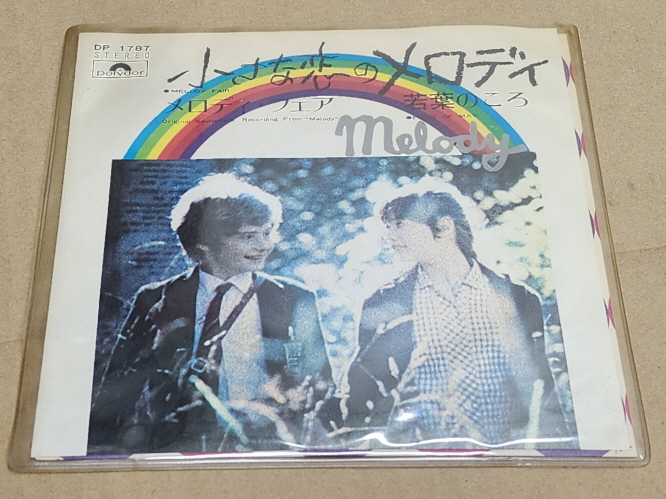 DP 1787
STEREO
Polydor
小さな恋のメロディ
●MELODY FAIR
メロディ・フェア
若葉のころ
Original Soundtrack Recording From "Melody"
Melody